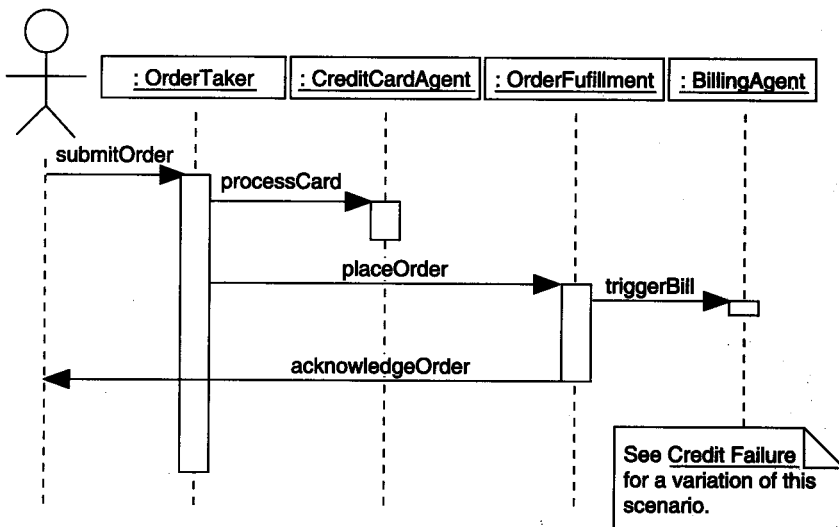 : OrderTaker
: CreditCardAgent
: OrderFufillment
: BillingAgent
submitOrder
processCard
placeOrder
triggerBill
acknowledgeOrder
See Credit Failure
for a variation of this
scenario.